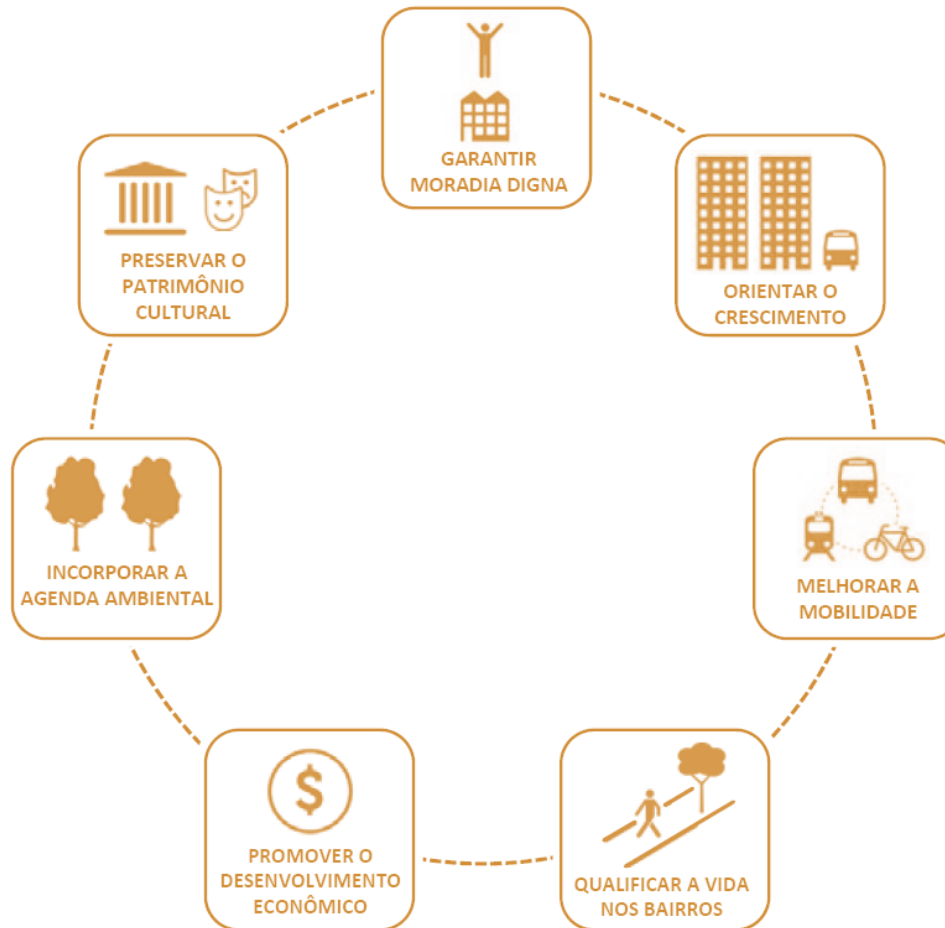 GARANTIR
MORADIA DIGNA
ORIENTAR O
CRESCIMENTO
MELHORAR A
MOBILIDADE
QUALIFICAR A VIDA
NOS BAIRROS
$
PROMOVER O
DESENVOLVIMENTO
ECONÔMICO
INCORPORAR A
AGENDA AMBIENTAL
PRESERVAR O
PATRIMÔNIO
CULTURAL